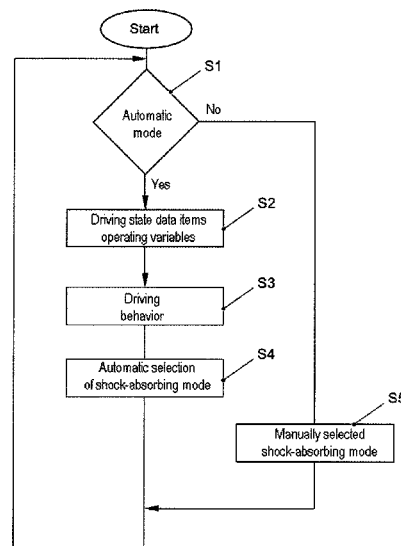 Start
S1
Automatic
mode
No
Yes
Driving state data items
operating variables
S2
Driving
behavior
S3
Automatic selection
of shock-absorbing mode
S4
Manually selected
shock-absorbing mode
S5